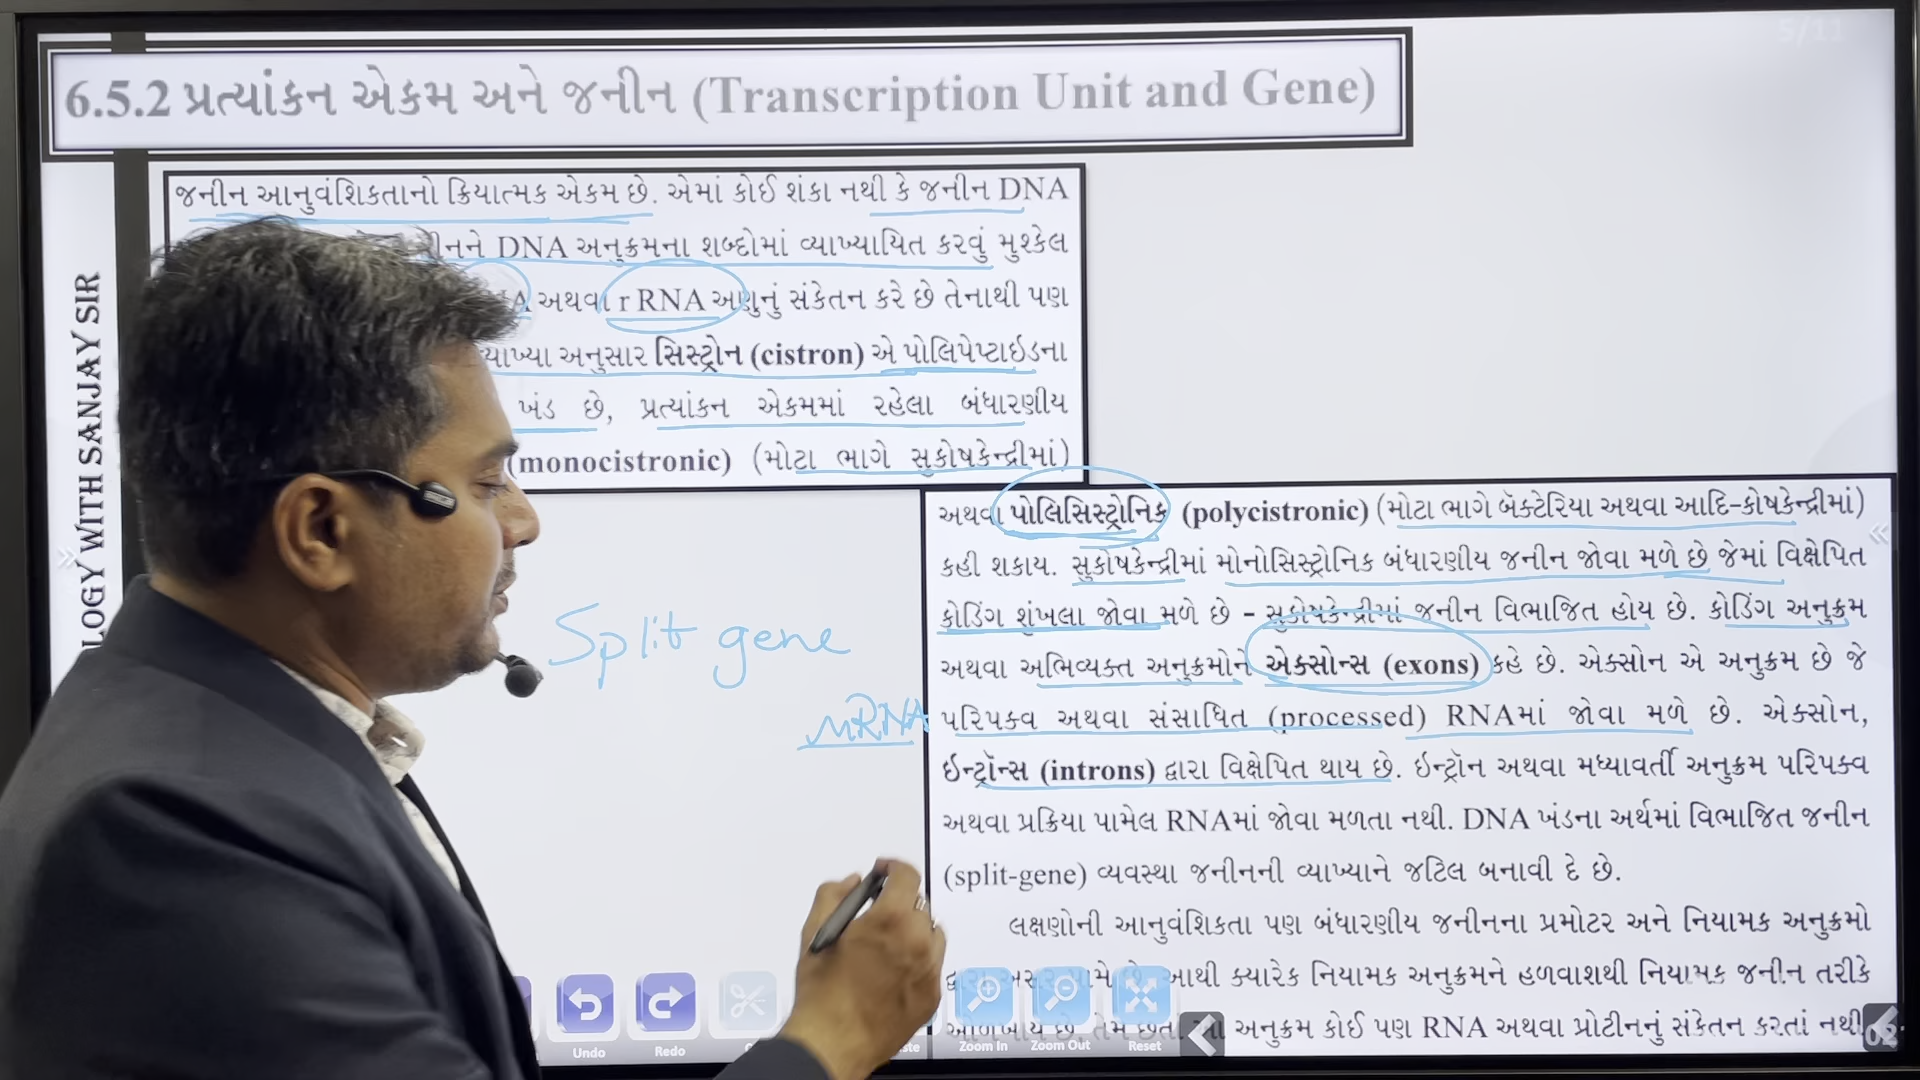 5/11
6.5.2 પ્રત્યાંકન એકમ અને જનીન (Transcription Unit and Gene)
જનીન આનુવંશિકતાનો ક્રિયાત્મક એકમ છે. એમાં કોઈ શંકા નથી કે જનીન DNA
DNA અનુક્રમના શબ્દોમાં વ્યાખ્યાયિત કરવું મુશ્કેલ
અથવા r RNA અણુનું સંકેતન કરે છે તેનાથી પણ
અનુસાર સિસ્ટ્રોન (cistron) એ પોલિપેપ્ટાઇડના
ખંડ છે, પ્રત્યાંકન એકમમાં રહેલા બંધારણીય
(monocistronic) (મોટા ભાગે સુકોષકેન્દ્રીમાં)
LOGY WITH SANJAY SIR
Split gene
mRNA
અથવા પોલિસિસ્ટ્રોનિક (polycistronic) (મોટા ભાગે બૅક્ટેરિયા અથવા આદિ-કોષકેન્દ્રીમાં)
કહી શકાય. સુકોષકેન્દ્રીમાં મોનોસિસ્ટ્રોનિક બંધારણીય જનીન જોવા મળે છે જેમાં વિક્ષેપિત
કોડિંગ શૃંખલા જોવા મળે છે – સુકોષકેન્દ્રીમાં જનીન વિભાજિત હોય છે. કોડિંગ અનુક્રમ
અથવા અભિવ્યક્ત અનુક્રમોને એક્સોન્સ (exons) કહે છે. એક્સોન એ અનુક્રમ છે જે
પરિપક્વ અથવા સંસાધિત (processed) RNAમાં જોવા મળે છે. એક્સોન,
ઇન્ટ્રૉન્સ (introns) દ્વારા વિક્ષેપિત થાય છે. ઇન્ટ્રૉન અથવા મધ્યાવર્તી અનુક્રમ પરિપક્વ
અથવા પ્રક્રિયા પામેલ RNAમાં જોવા મળતા નથી. DNA ખંડના અર્થમાં વિભાજિત જનીન
(split-gene) વ્યવસ્થા જનીનની વ્યાખ્યાને જટિલ બનાવી દે છે.
લક્ષણોની આનુવંશિકતા પણ બંધારણીય જનીનના પ્રમોટર અને નિયામક અનુક્રમો
આથી ક્યારેક નિયામક અનુક્રમને હળવાશથી નિયામક જનીન તરીકે
અનુક્રમ કોઈ પણ RNA અથવા પ્રોટીનનું સંકેતન કરતાં નથી.
Undo
Redo
Zoom In
Zoom Out
Reset
02